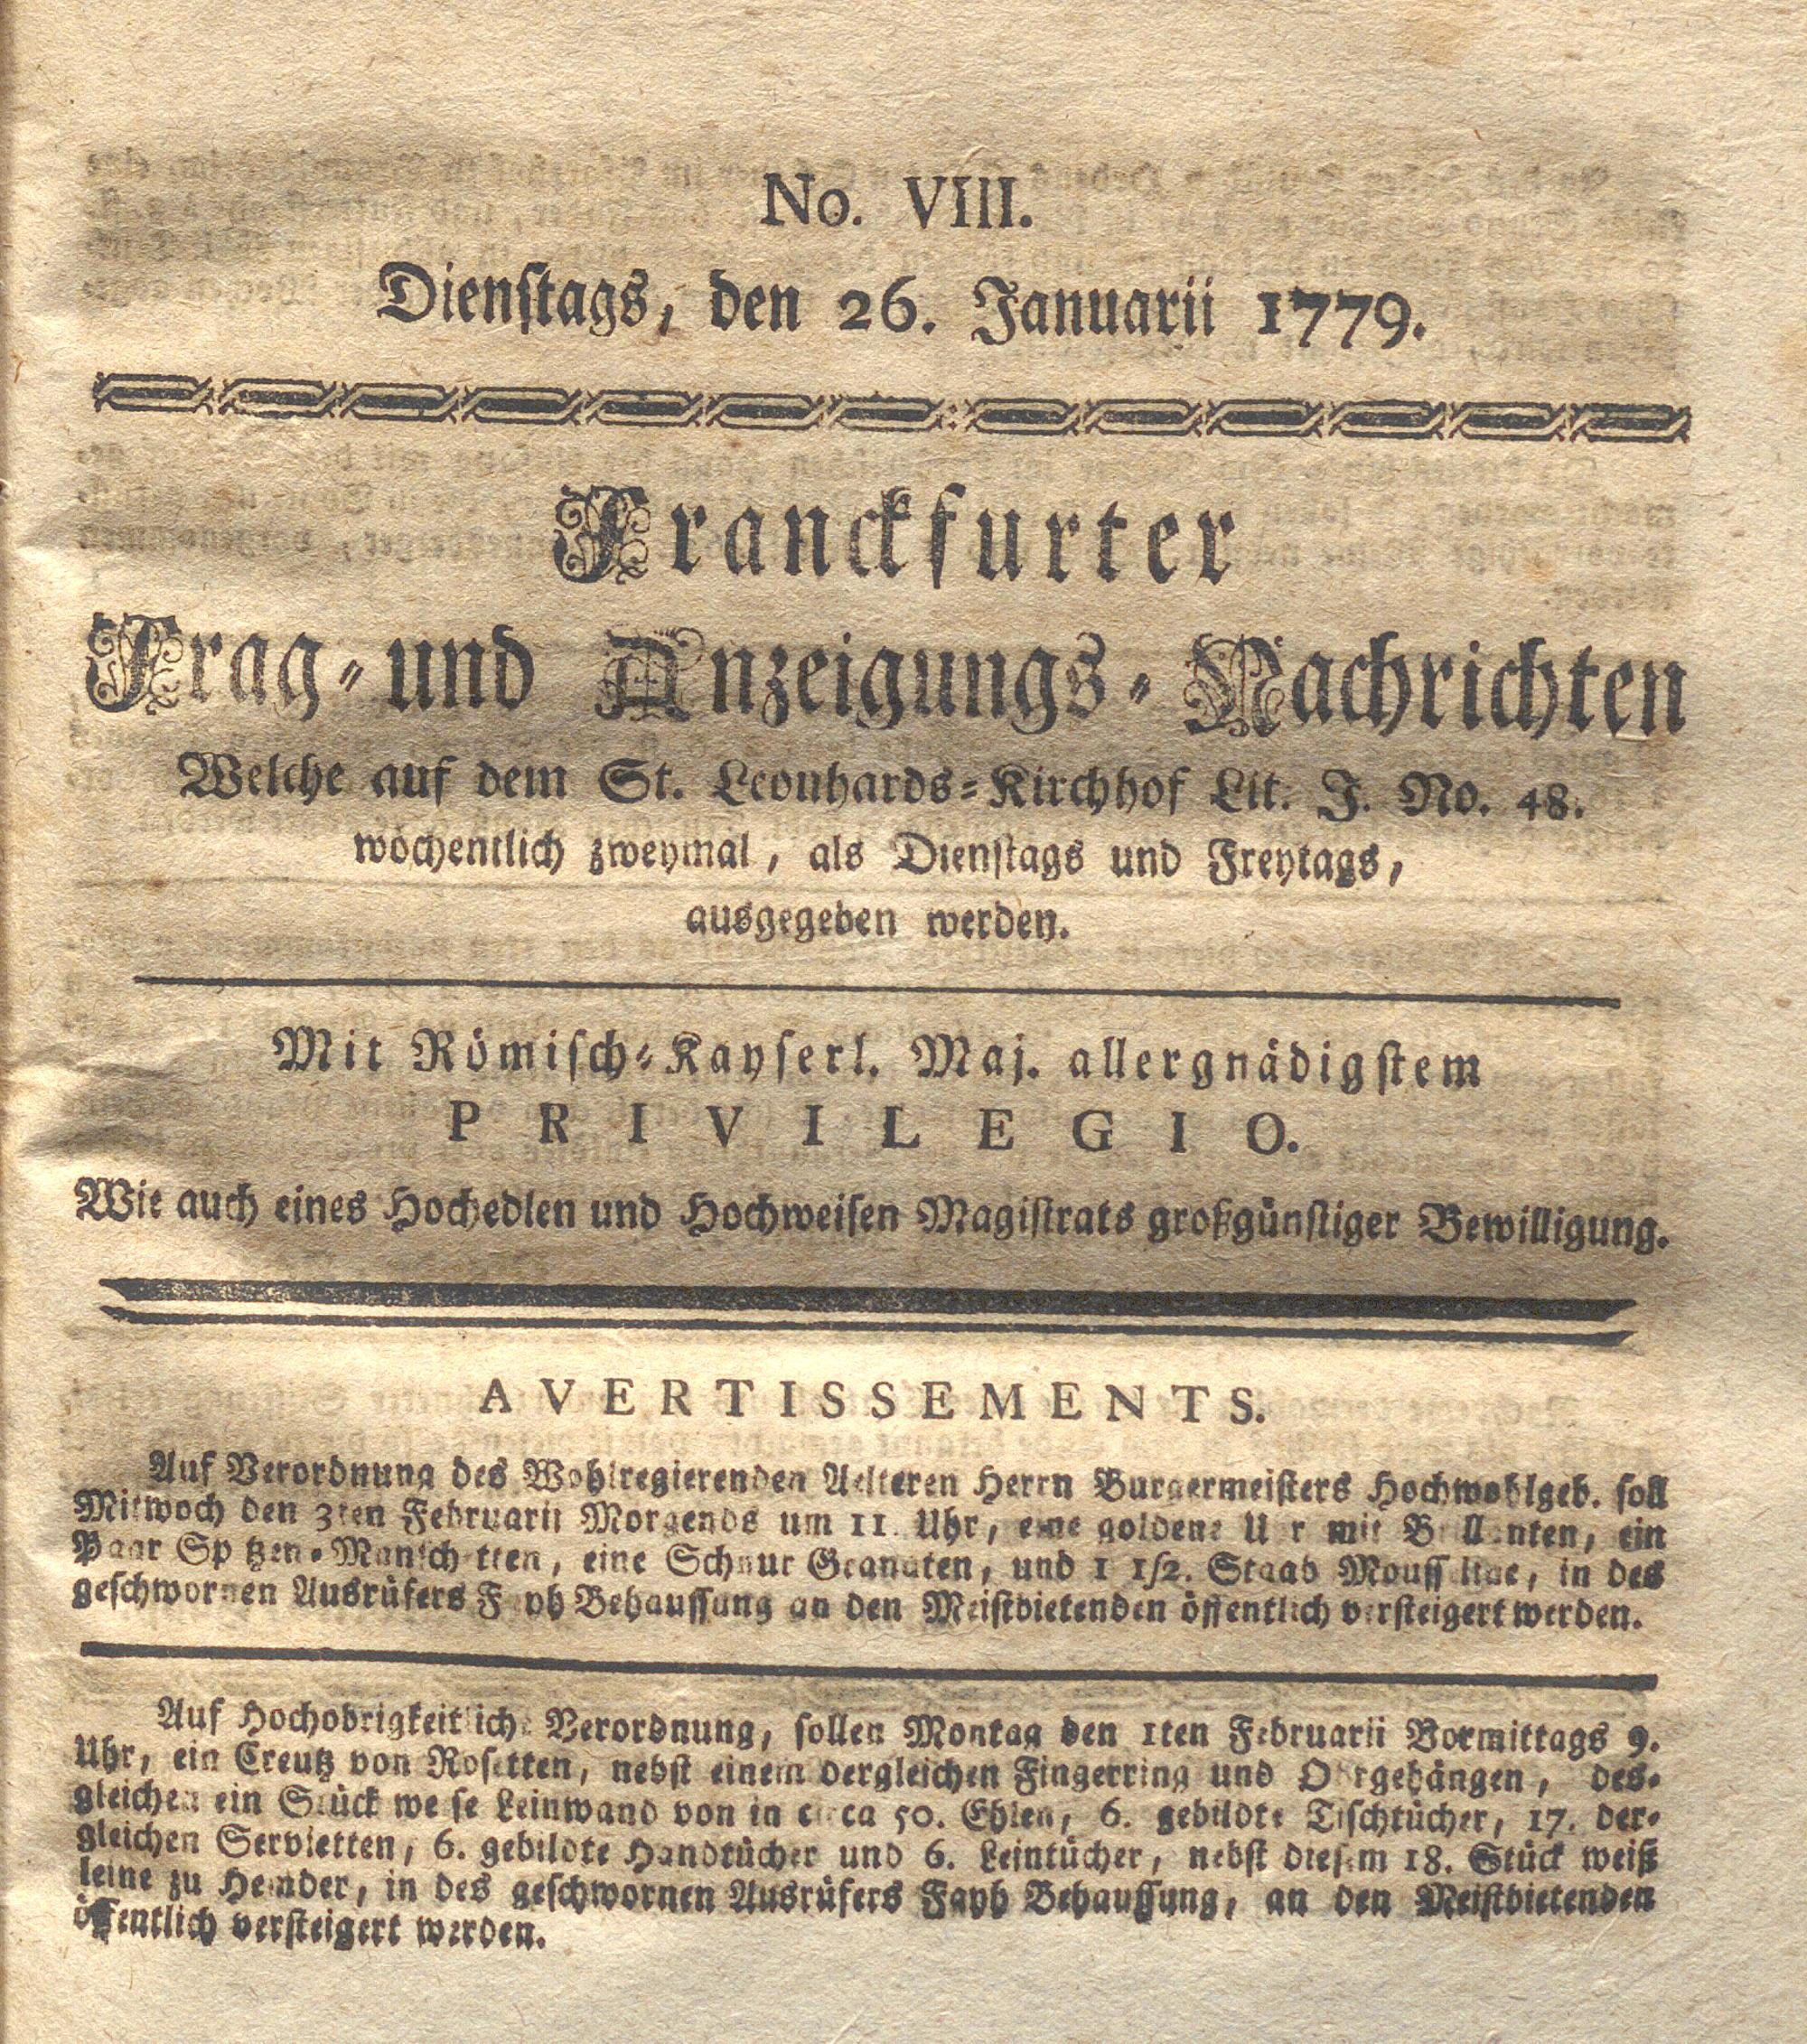 No. VIII.
Dienstags, den 26. Januarii 1779.
Franckfurter
Frag- und Anzeigungs-Nachrichten
Welche auf dem St. Leonhards-Kirchhof Lit. J. No. 48.
wöchentlich zweymal, als Dienstags und Freytags,
ausgegeben werden.
Mit Römisch-Kayserl. Maj. allergnädigstem
PRIVILEGIO.
Wie auch eines Hochedlen und Hochweisen Magistrats großgünstiger Bewilligung.
AVERTISSEMENTS.
Auf Verordnung des Wohlregierenden Aelteren Herrn Burgermeisters Hochwohlgeb. soll
Mitwoch den 3ten Februarii Morgends um 11. Uhr, eine goldene Uhr mit Brillanten, ein
Paar Spitzen-Manschetten, eine Schnur Granaten, und 1 1/2. Staab Mousseline, in des
geschwornen Ausrüfers Fayh Behaussung an den Meistbietenden öffentlich versteigert werden.
Auf Hochobrigkeitliche Verordnung, sollen Montag den 1ten Februarii Vormittags 9.
Uhr, ein Creutz von Rosetten, nebst einem dergleichen Fingerring und Ohrgehängen, des-
gleichen ein Stück weise Leinwand von in circa 50. Ehlen, 6. gebildte Tischtücher, 17. der-
gleichen Servietten, 6. gebildte Handtücher und 6. Leintücher, nebst diesem 18. Stück weiß
leine zu Hemder, in des geschwornen Ausrüfers Fayh Behaussung, an den Meistbietenden
öffentlich versteigert werden.